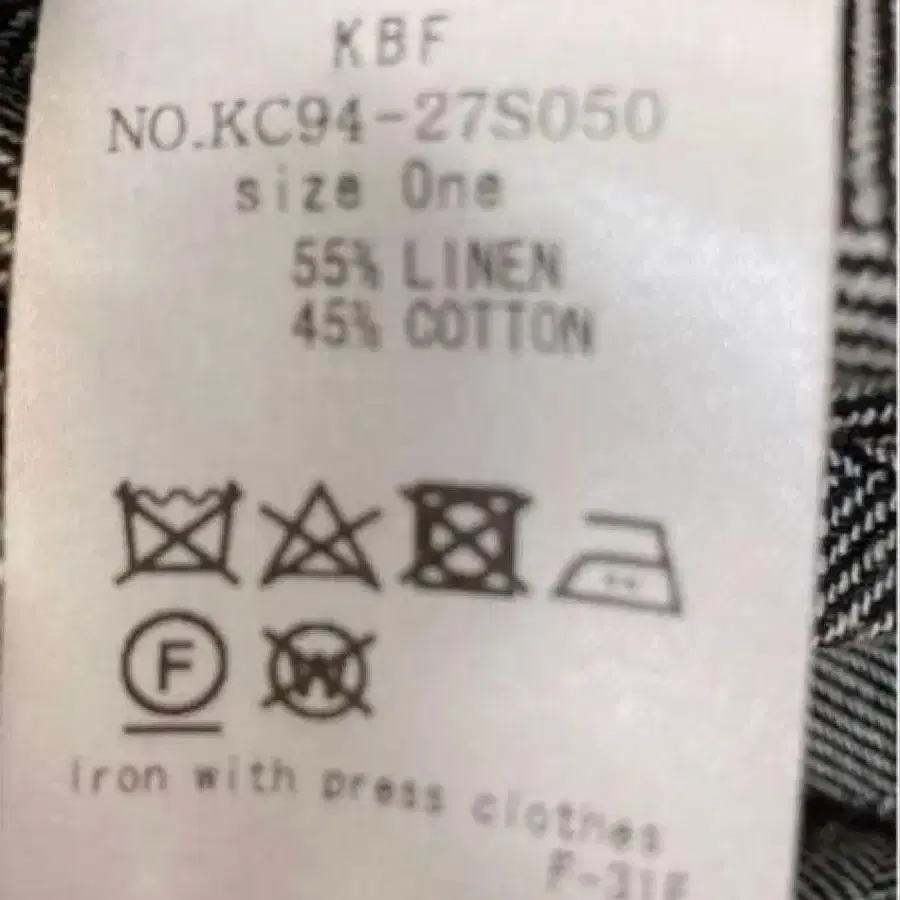 KBF
NO.KC94-27S050
size One
55% LINEN
45% COTTON
F
W
iron with press clothes